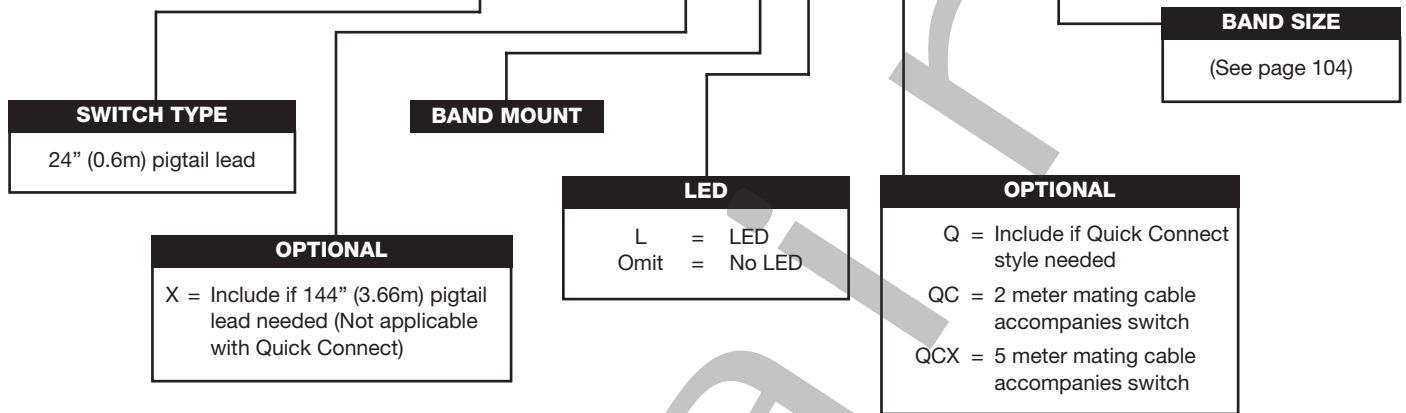 BAND SIZE
(See page 104)
SWITCH TYPE
24” (0.6m) pigtail lead
BAND MOUNT
LED
L = LED
Omit = No LED
OPTIONAL
Q = Include if Quick Connect
style needed
QC = 2 meter mating cable
accompanies switch
QCX = 5 meter mating cable
accompanies switch
OPTIONAL
X = Include if 144” (3.66m) pigtail
lead needed (Not applicable
with Quick Connect)